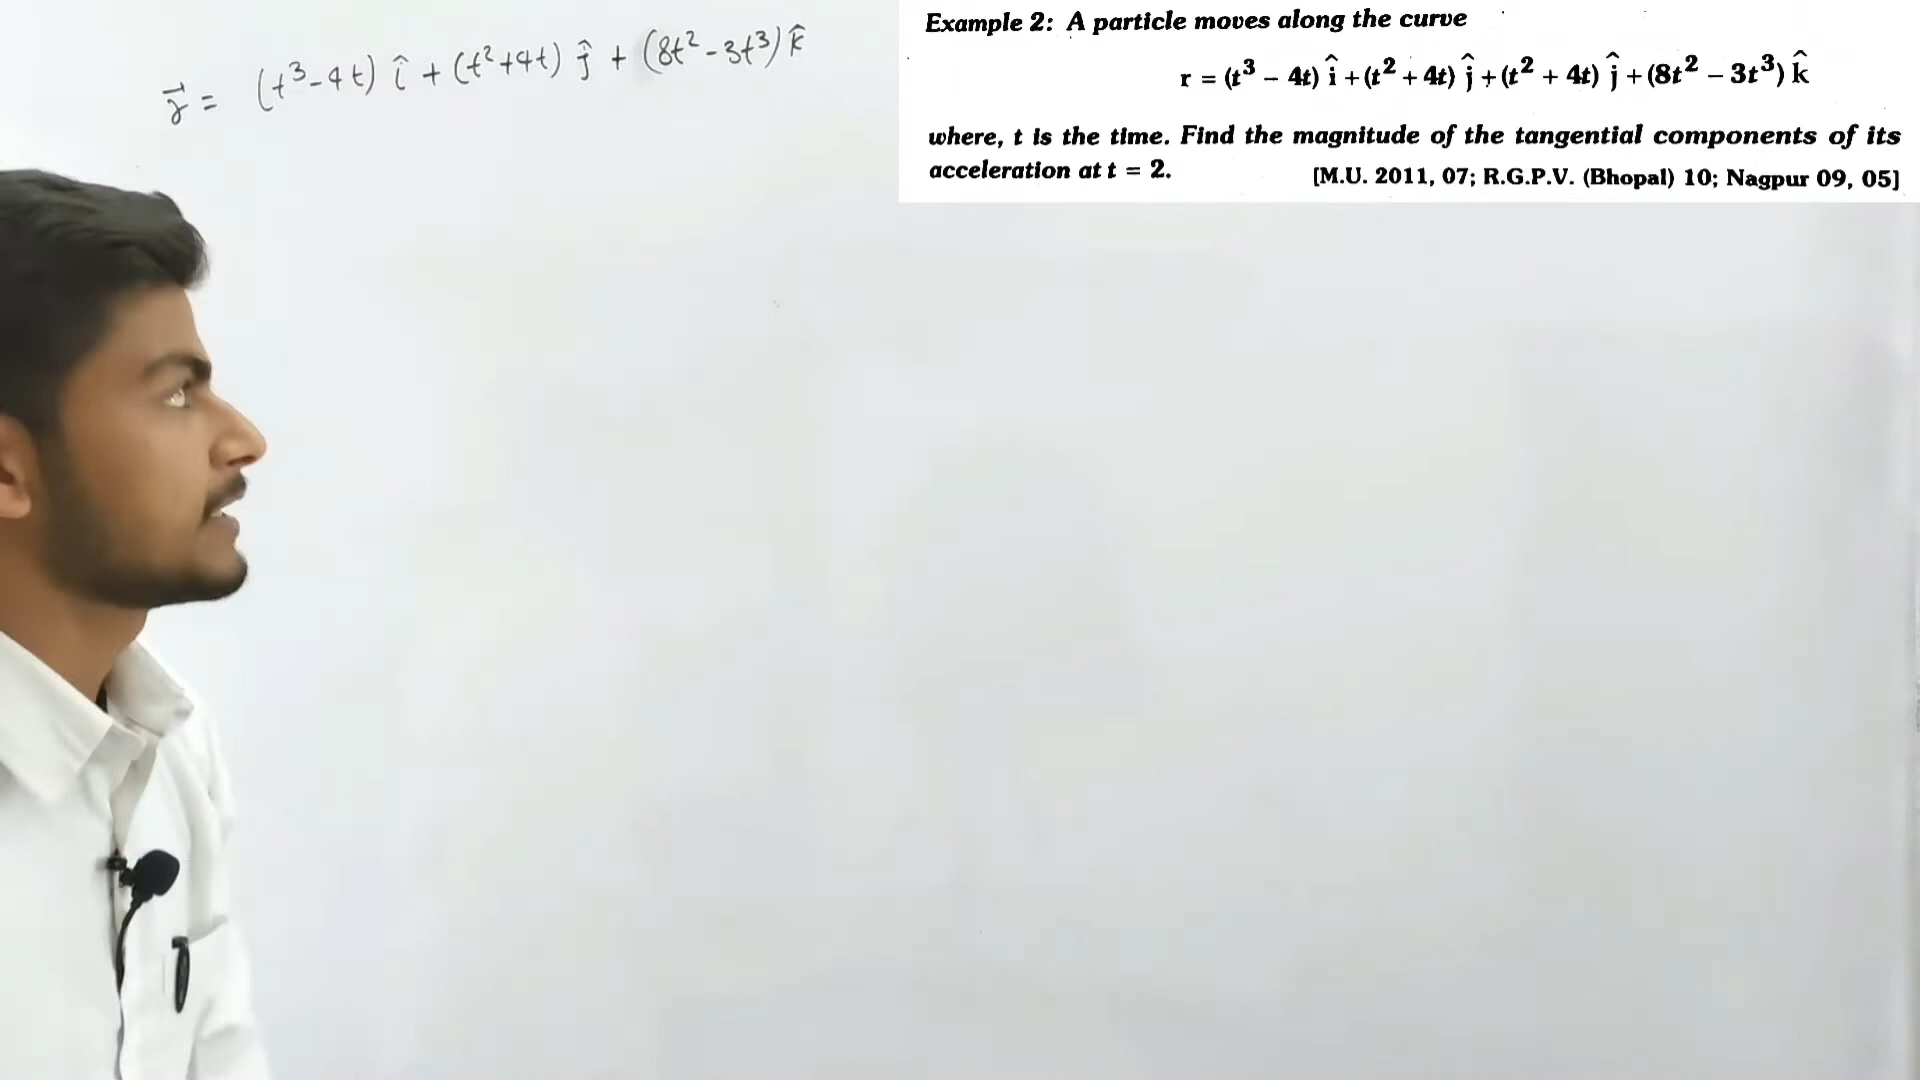 r⃗ = (t³-4t) î + (t²+4t) ĵ + (8t²-3t³) k̂
Example 2: A particle moves along the curve
r = (t³ – 4t) î + (t² + 4t) ĵ + (t² + 4t) ĵ + (8t² – 3t³) k̂
where, t is the time. Find the magnitude of the tangential components of its
acceleration at t = 2. [M.U. 2011, 07; R.G.P.V. (Bhopal) 10; Nagpur 09, 05]